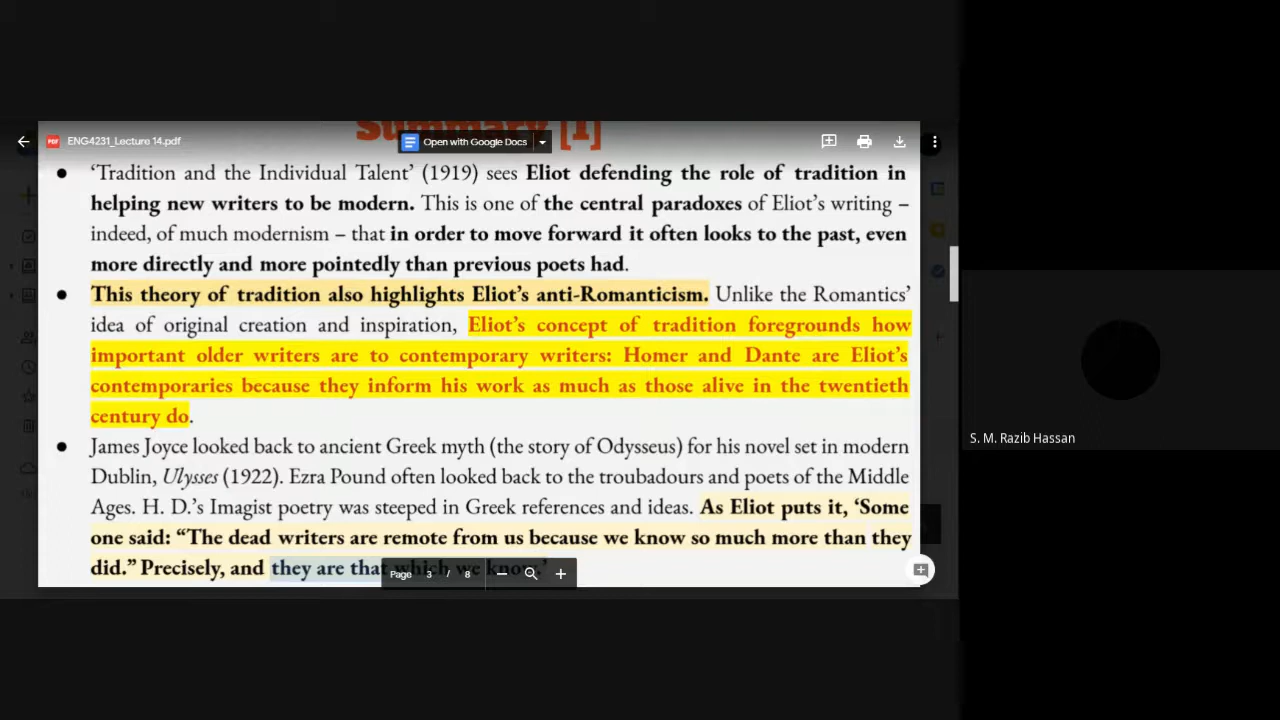 Summary [1]
ENG4231_Lecture 14.pdf
Open with Google Docs
‘Tradition and the Individual Talent’ (1919) sees Eliot defending the role of tradition in
helping new writers to be modern. This is one of the central paradoxes of Eliot’s writing –
indeed, of much modernism – that in order to move forward it often looks to the past, even
more directly and more pointedly than previous poets had.
This theory of tradition also highlights Eliot’s anti-Romanticism. Unlike the Romantics’
idea of original creation and inspiration, Eliot’s concept of tradition foregrounds how
important older writers are to contemporary writers: Homer and Dante are Eliot’s
contemporaries because they inform his work as much as those alive in the twentieth
century do.
James Joyce looked back to ancient Greek myth (the story of Odysseus) for his novel set in modern
Dublin, Ulysses (1922). Ezra Pound often looked back to the troubadours and poets of the Middle
Ages. H. D.’s Imagist poetry was steeped in Greek references and ideas. As Eliot puts it, ‘Some
one said: “The dead writers are remote from us because we know so much more than they
did.” Precisely, and they are that which we know.’
Page 3 / 8
S. M. Razib Hassan